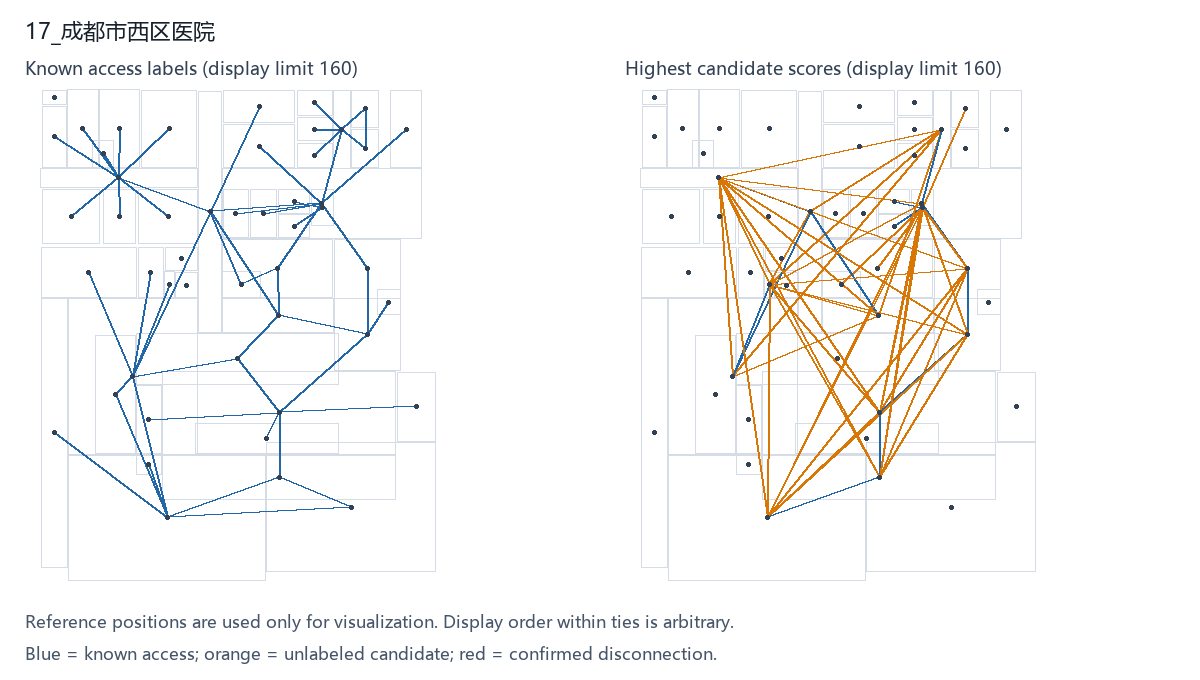 17_成都市西区医院
Known access labels (display limit 160)
Highest candidate scores (display limit 160)
Reference positions are used only for visualization. Display order within ties is arbitrary.
Blue = known access; orange = unlabeled candidate; red = confirmed disconnection.